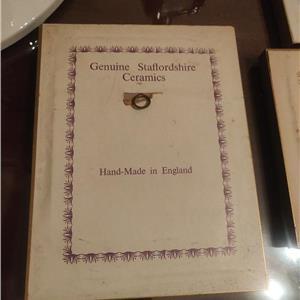 Genuine Staffordshire
Ceramics
Hand-Made in England